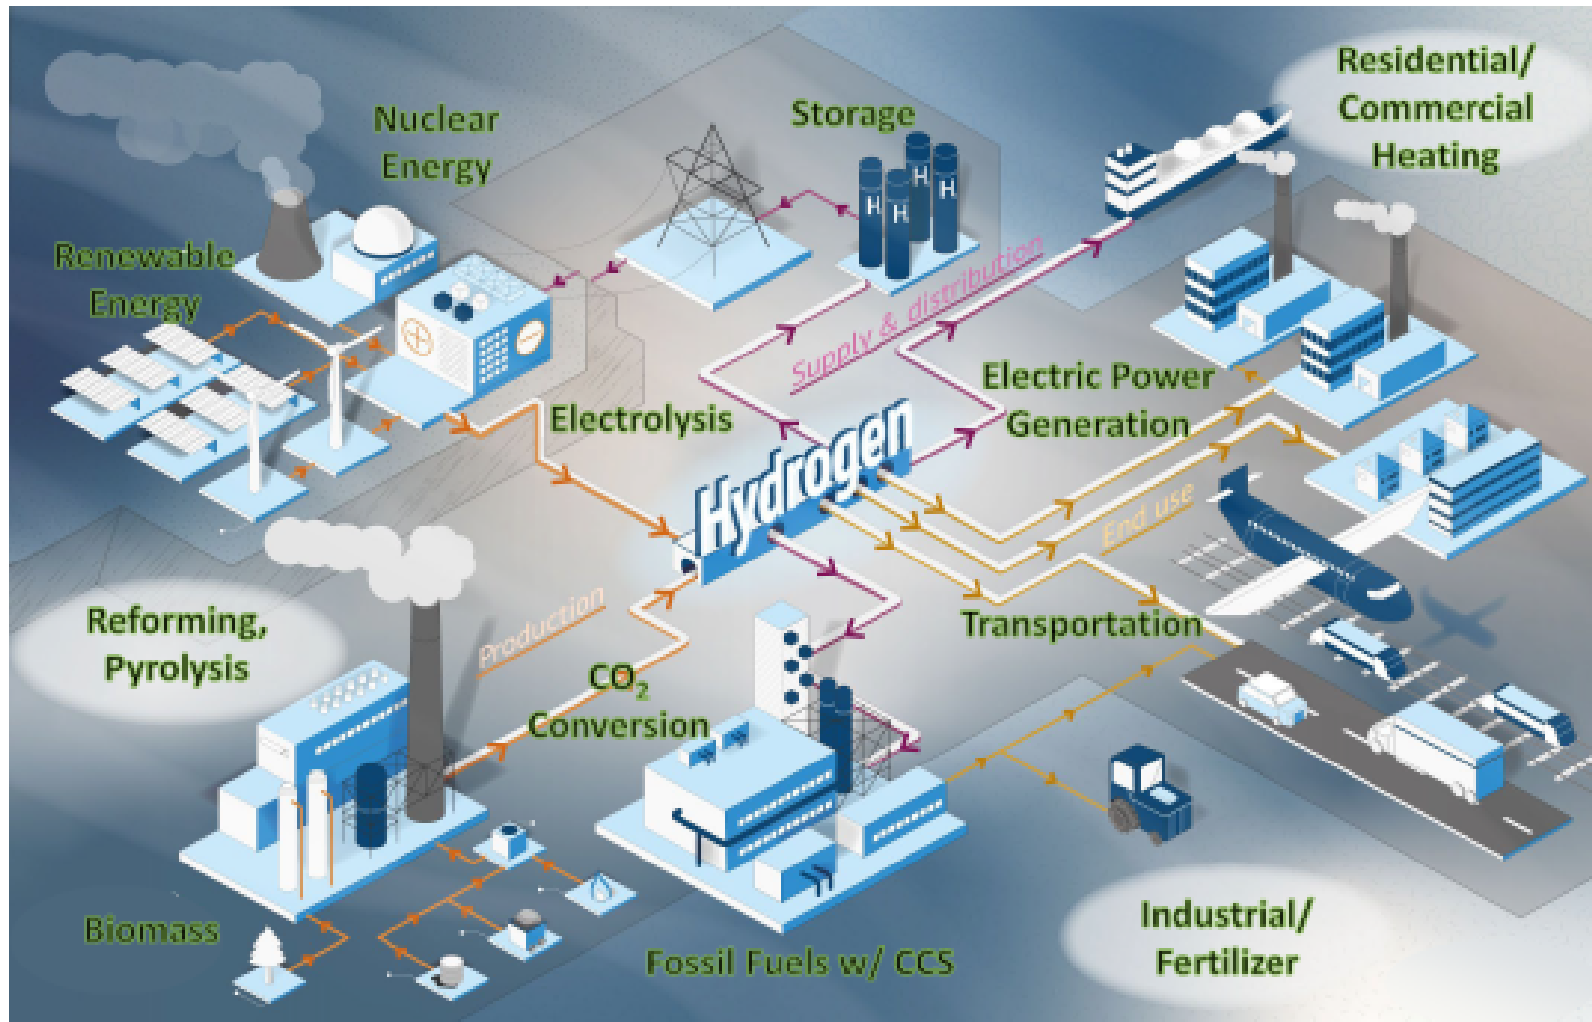 Residential/
Commercial
Heating
Nuclear
Energy
Storage
H
H
H
H
Renewable
Energy
Supply & distribution
Electric Power
Generation
Electrolysis
Hydrogen
End use
Reforming,
Pyrolysis
Production
Transportation
CO₂
Conversion
Biomass
Fossil Fuels w/ CCS
Industrial/
Fertilizer